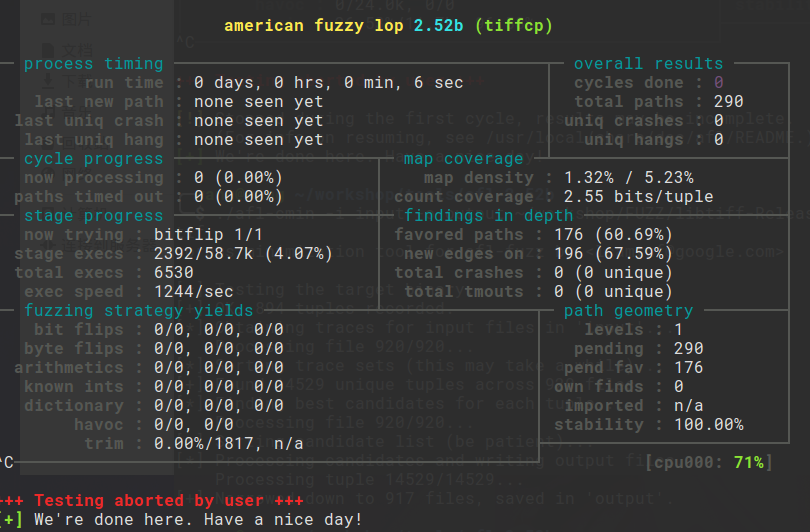 american fuzzy lop 2.52b (tiffcp)
process timing
overall results
run time : 0 days, 0 hrs, 0 min, 6 sec
cycles done : 0
last new path : none seen yet
total paths : 290
last uniq crash : none seen yet
uniq crashes : 0
last uniq hang : none seen yet
uniq hangs : 0
cycle progress
map coverage
now processing : 0 (0.00%)
map density : 1.32% / 5.23%
paths timed out : 0 (0.00%)
count coverage : 2.55 bits/tuple
stage progress
findings in depth
now trying : bitflip 1/1
favored paths : 176 (60.69%)
stage execs : 2392/58.7k (4.07%)
new edges on : 196 (67.59%)
total execs : 6530
total crashes : 0 (0 unique)
exec speed : 1244/sec
total tmouts : 0 (0 unique)
fuzzing strategy yields
path geometry
bit flips : 0/0, 0/0, 0/0
levels : 1
byte flips : 0/0, 0/0, 0/0
pending : 290
arithmetics : 0/0, 0/0, 0/0
pend fav : 176
known ints : 0/0, 0/0, 0/0
own finds : 0
dictionary : 0/0, 0/0, 0/0
imported : n/a
havoc : 0/0, 0/0
stability : 100.00%
trim : 0.00%/1817, n/a
^C
[cpu000: 71%]
+++ Testing aborted by user +++
[+] We're done here. Have a nice day!